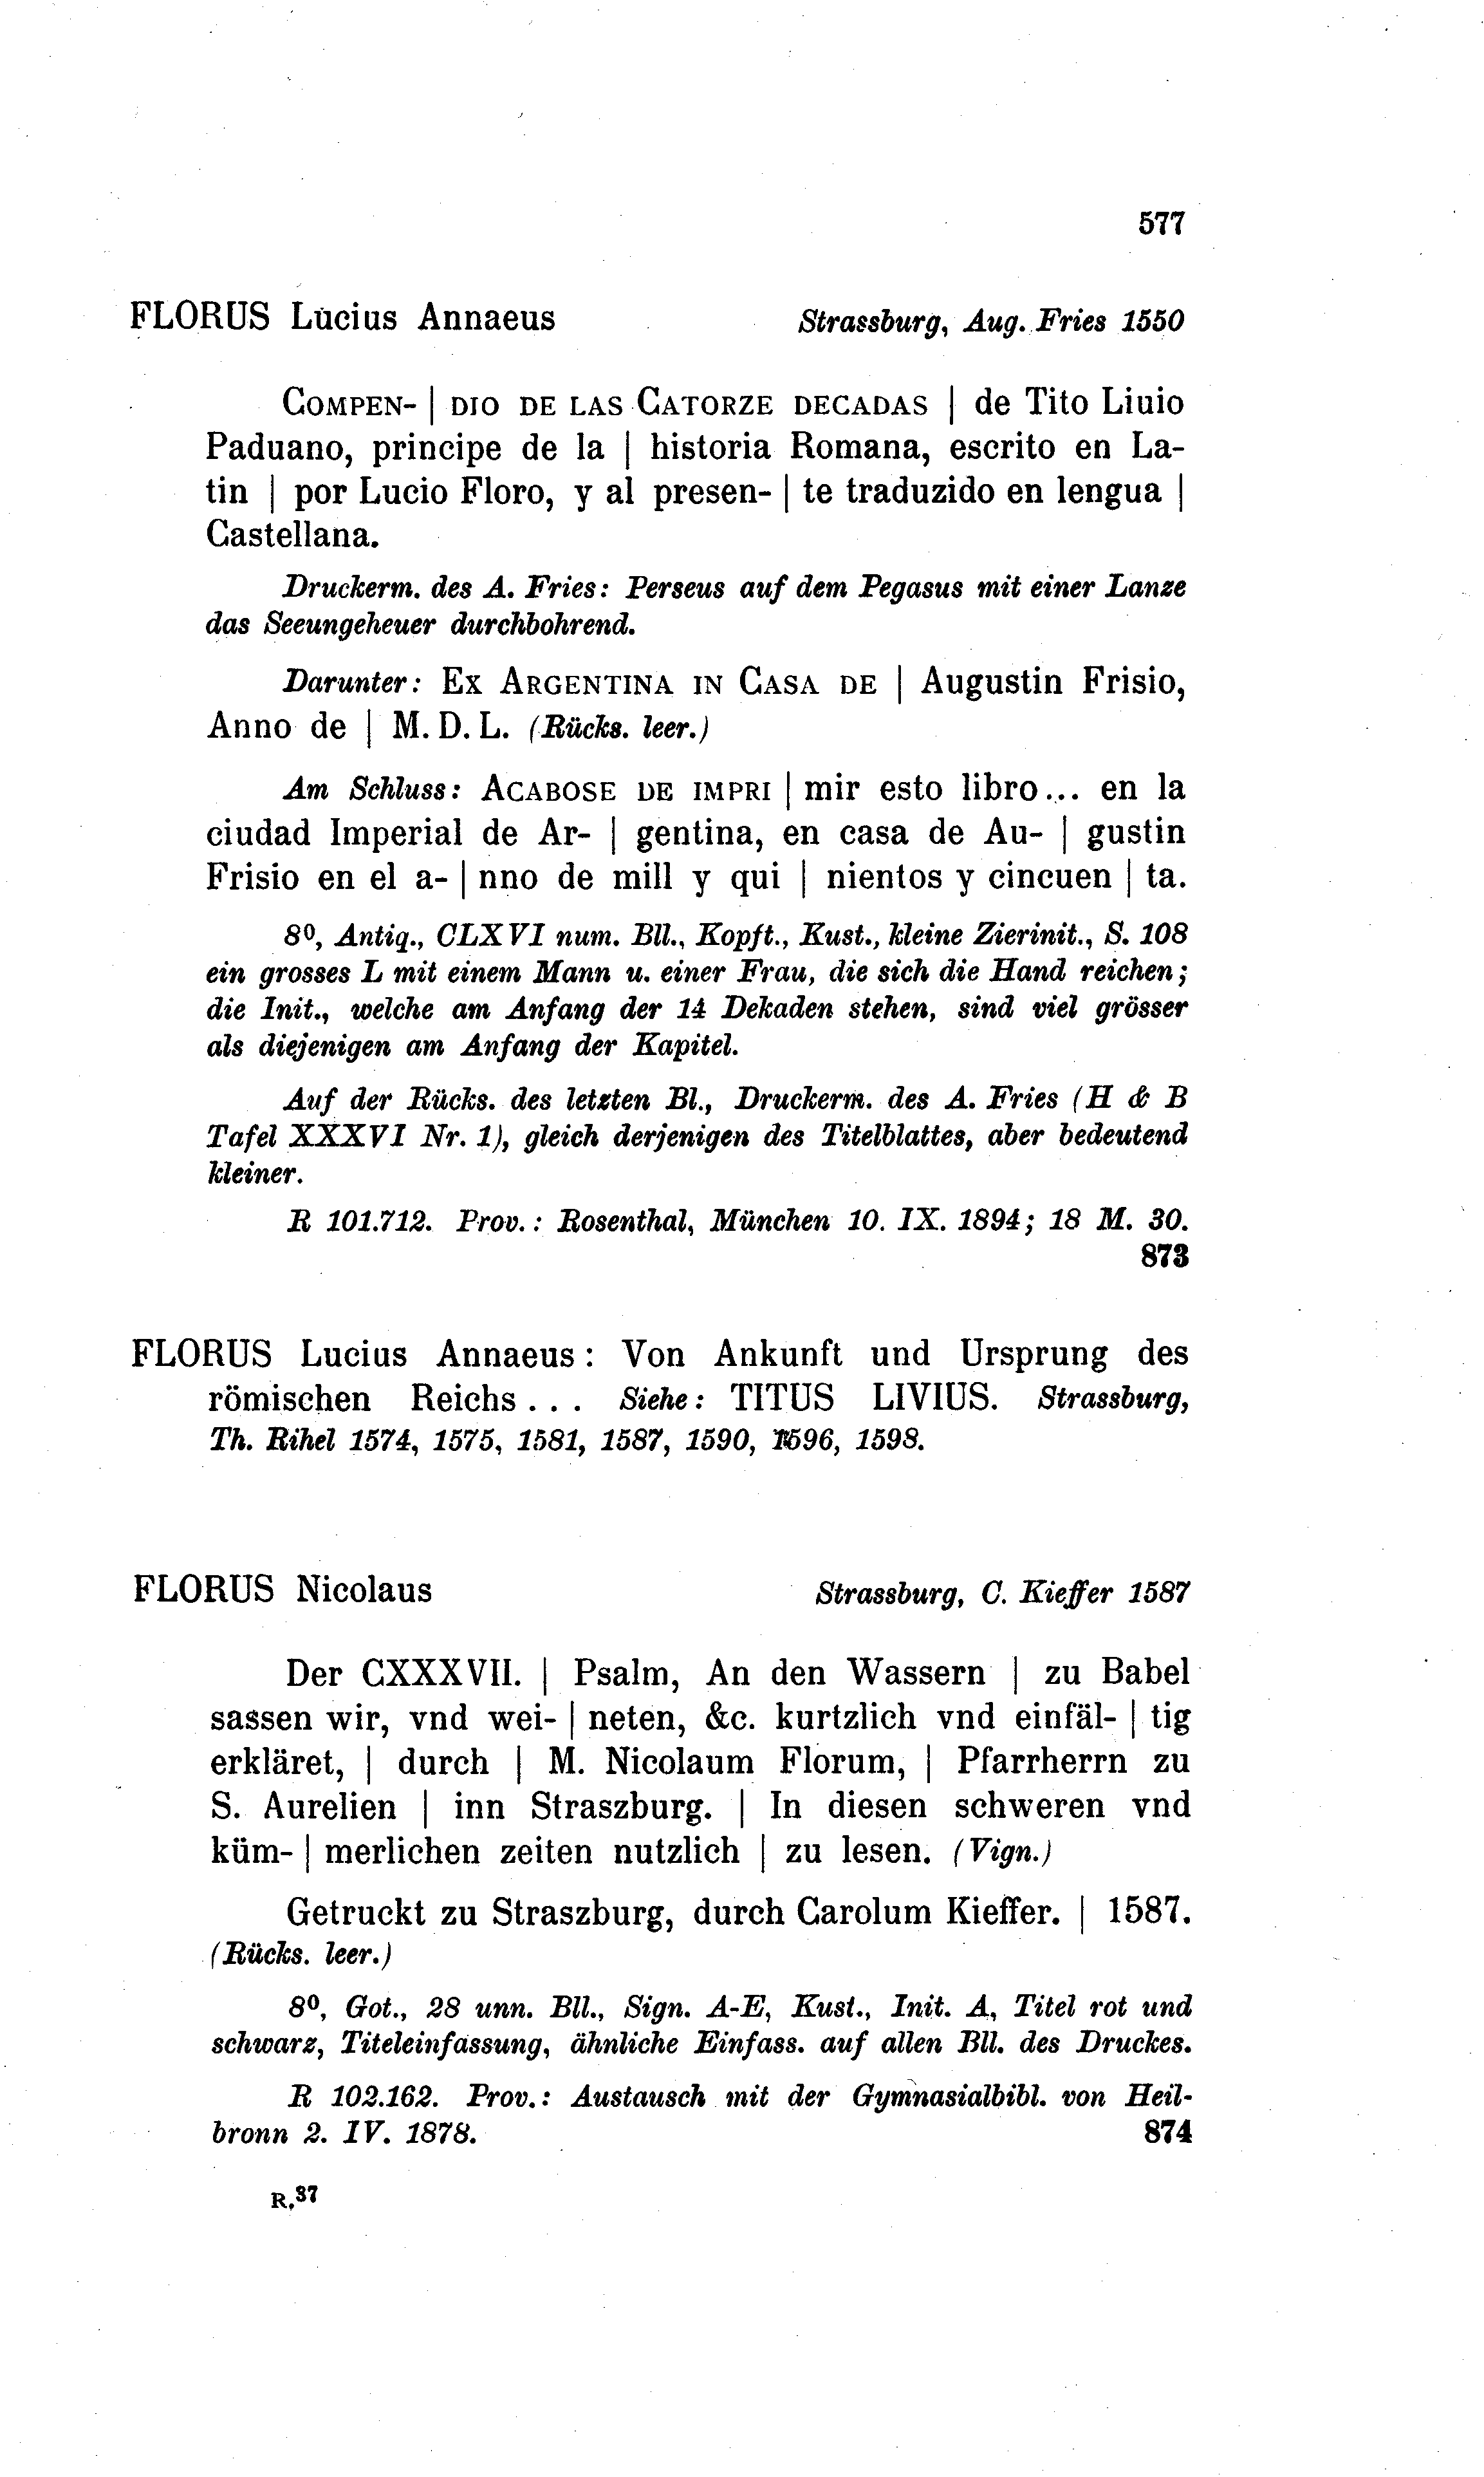 577
FLORUS Lucius Annaeus Strassburg, Aug. Fries 1550
COMPEN- | DIO DE LAS CATORZE DECADAS | de Tito Liuio
Paduano, principe de la | historia Romana, escrito en La-
tin | por Lucio Floro, y al presen- | te traduzido en lengua |
Castellana.
Druckerm. des A. Fries: Perseus auf dem Pegasus mit einer Lanze
das Seeungeheuer durchbohrend.
Darunter: EX ARGENTINA IN CASA DE | Augustin Frisio,
Anno de | M. D. L. (Rücks. leer.)
Am Schluss: ACABOSE DE IMPRI | mir esto libro... en la
ciudad Imperial de Ar- | gentina, en casa de Au- | gustin
Frisio en el a- | nno de mill y qui | nientos y cincuen | ta.
8º, Antiq., CLXVI num. Bll., Kopft., Kust., kleine Zierinit., S. 108
ein grosses L mit einem Mann u. einer Frau, die sich die Hand reichen;
die Init., welche am Anfang der 14 Dekaden stehen, sind viel grösser
als diejenigen am Anfang der Kapitel.
Auf der Rücks. des letzten Bl., Druckerm. des A. Fries (H & B
Tafel XXXVI Nr. 1), gleich derjenigen des Titelblattes, aber bedeutend
kleiner.
R 101.712. Prov.: Rosenthal, München 10. IX. 1894; 18 M. 30.
873
FLORUS Lucius Annaeus: Von Ankunft und Ursprung des
römischen Reichs... Siehe: TITUS LIVIUS. Strassburg,
Th. Rihel 1574, 1575, 1581, 1587, 1590, 1596, 1598.
FLORUS Nicolaus Strassburg, C. Kieffer 1587
Der CXXXVII. | Psalm, An den Wassern | zu Babel
sassen wir, vnd wei- | neten, &c. kurtzlich vnd einfäl- | tig
erkläret, | durch | M. Nicolaum Florum, | Pfarrherrn zu
S. Aurelien | inn Straszburg. | In diesen schweren vnd
küm- | merlichen zeiten nutzlich | zu lesen. (Vign.)
Getruckt zu Straszburg, durch Carolum Kieffer. | 1587.
(Rücks. leer.)
8º, Got., 28 unn. Bll., Sign. A-E, Kust., Init. A, Titel rot und
schwarz, Titeleinfassung, ähnliche Einfass. auf allen Bll. des Druckes.
R 102.162. Prov.: Austausch mit der Gymnasialbibl. von Heil-
bronn 2. IV. 1878. 874
R. 37